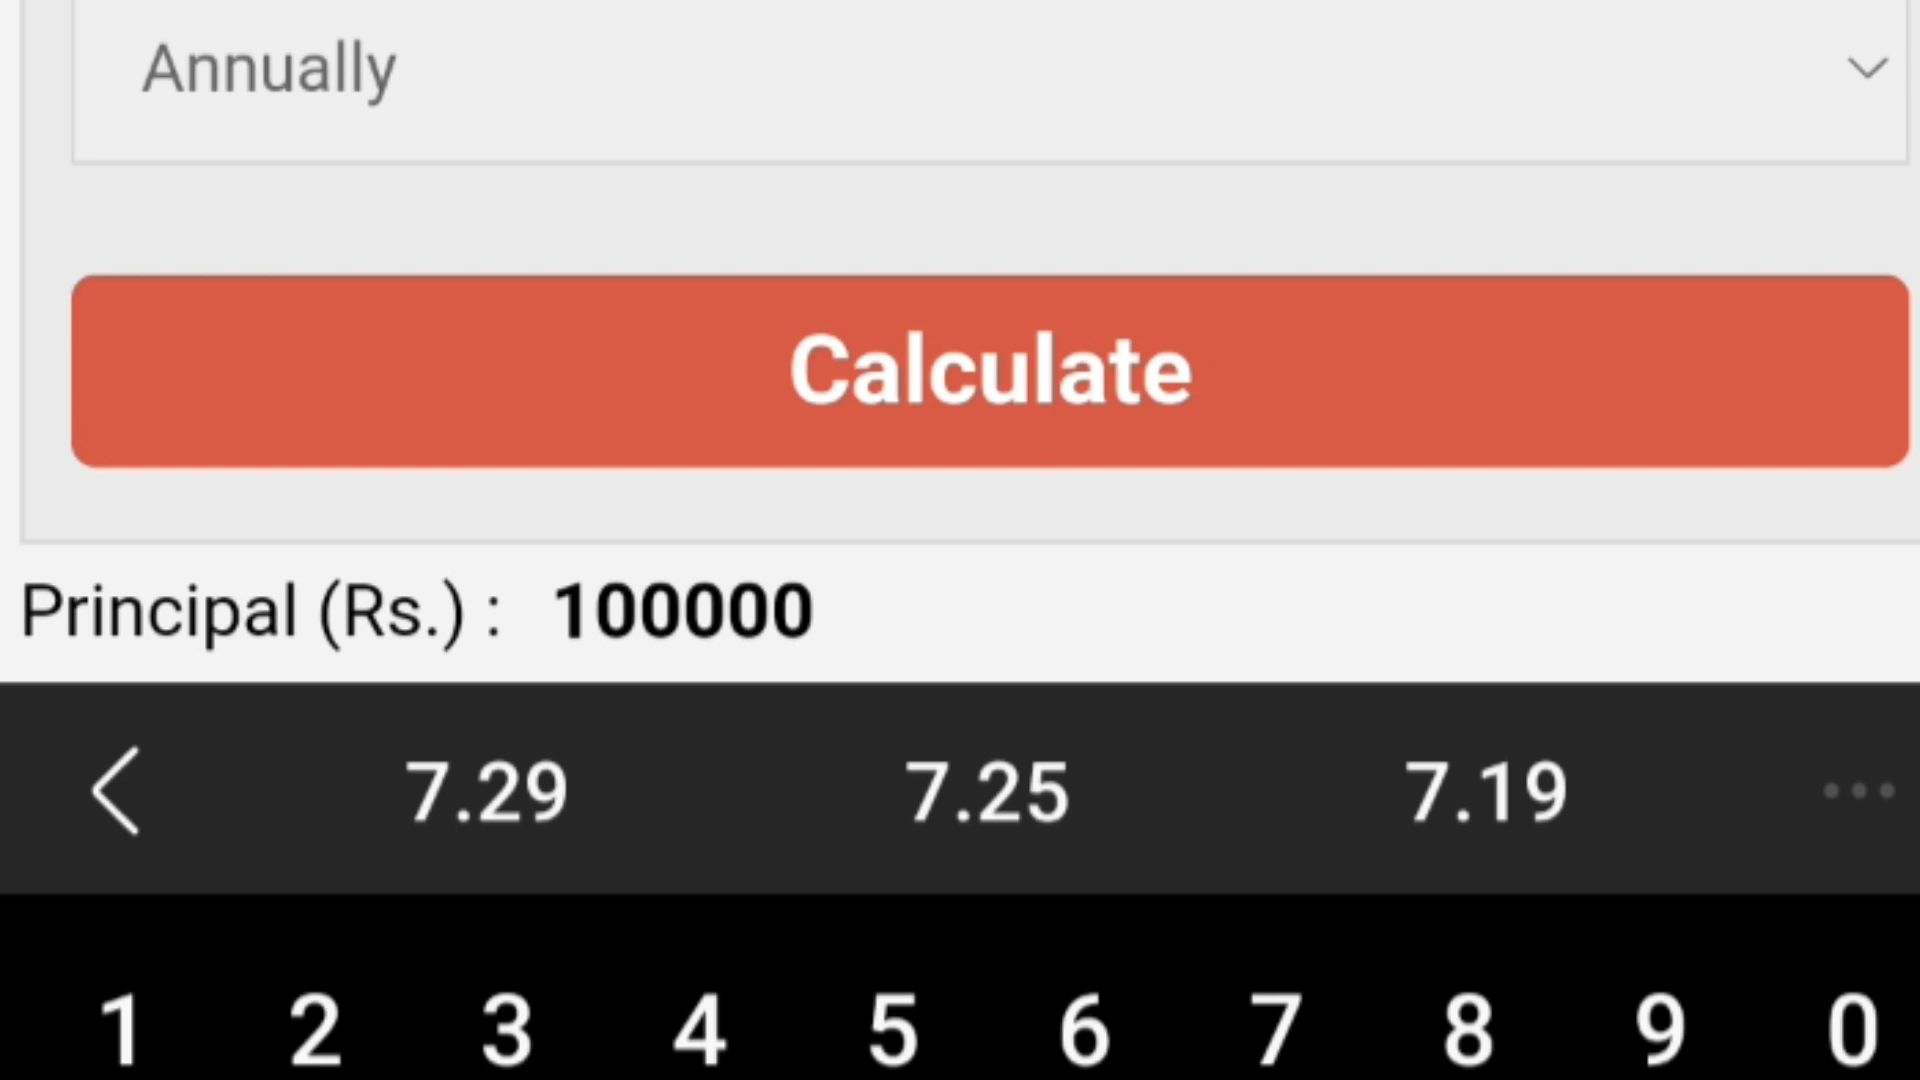 Annually
Calculate
Principal (Rs.) : 100000
7.29 7.25 7.19
1 2 3 4 5 6 7 8 9 0